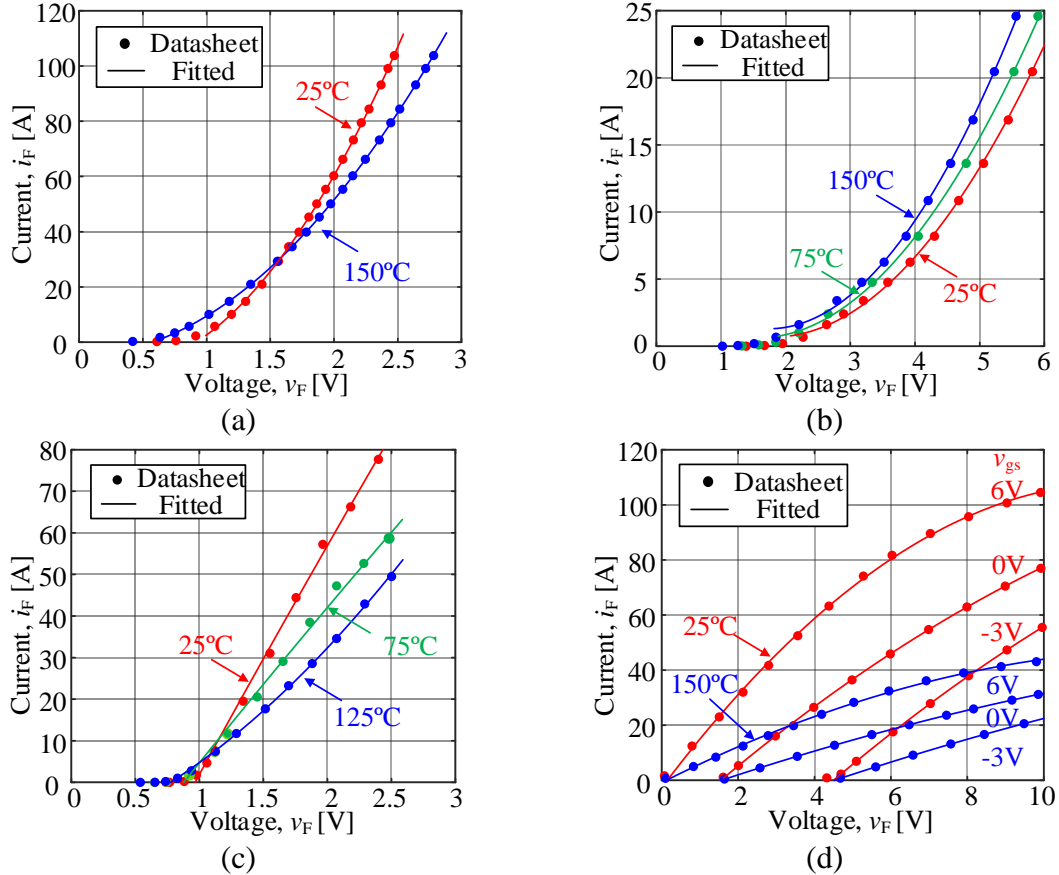 120
100
80
60
40
20
0
0 0.5 1 1.5 2 2.5 3
Current, iF [A]
Voltage, vF [V]
Datasheet
Fitted
25ºC
150ºC
(a)
25
20
15
10
5
0
0 1 2 3 4 5 6
Current, iF [A]
Voltage, vF [V]
Datasheet
Fitted
150ºC
75ºC
25ºC
(b)
80
70
60
50
40
30
20
10
0
0 0.5 1 1.5 2 2.5 3
Current, iF [A]
Voltage, vF [V]
Datasheet
Fitted
25ºC
75ºC
125ºC
(c)
120
100
80
60
40
20
0
0 2 4 6 8 10
Current, iF [A]
Voltage, vF [V]
Datasheet
Fitted
vgs
6V
0V
-3V
25ºC
150ºC
6V
0V
-3V
(d)